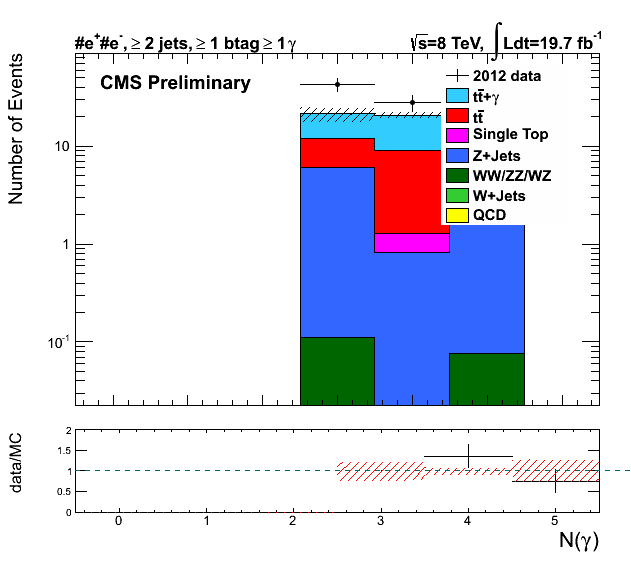 #e+#e-, ≥ 2 jets, ≥ 1 btag ≥ 1 γ
√s=8 TeV, ∫Ldt=19.7 fb-1
CMS Preliminary
2012 data
tt̄+γ
tt̄
Single Top
Z+Jets
WW/ZZ/WZ
W+Jets
QCD
Number of Events
10
1
10-1
data/MC
2
1.5
1
0.5
0
0 1 2 3 4 5
N(γ)